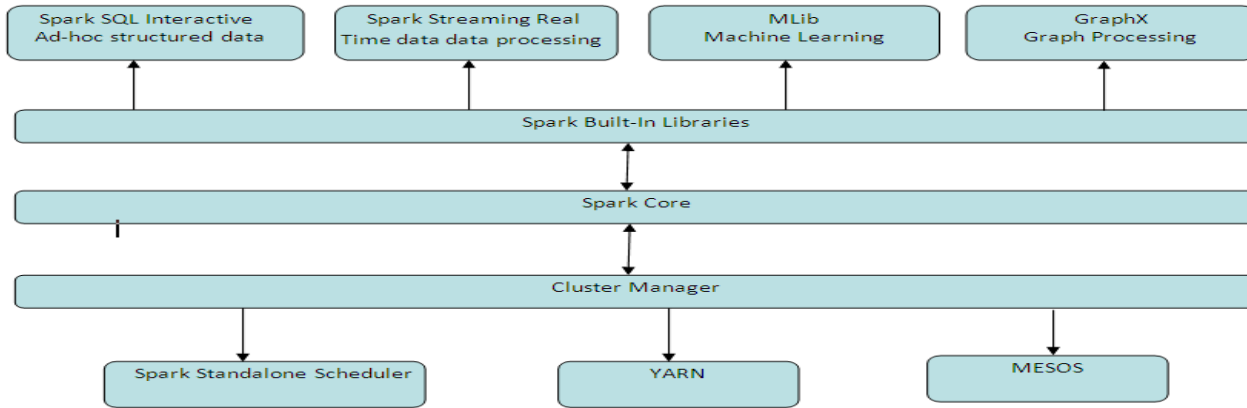 Spark SQL Interactive
Ad-hoc structured data
Spark Streaming Real
Time data data processing
MLib
Machine Learning
GraphX
Graph Processing
Spark Built-In Libraries
Spark Core
i
Cluster Manager
Spark Standalone Scheduler
YARN
MESOS